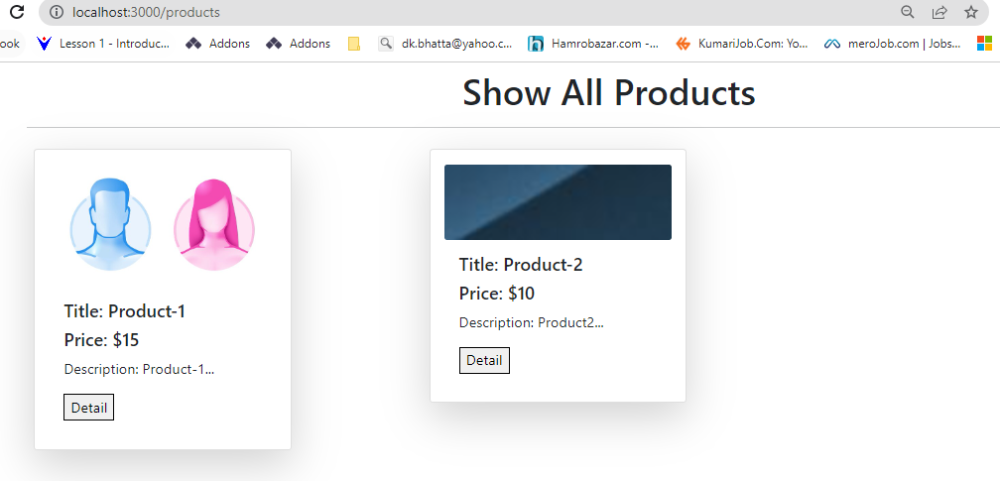 localhost:3000/products
ook Lesson 1 - Introduc... Addons Addons dk.bhatta@yahoo.c... Hamrobazar.com -... KumariJob.Com: Yo... meroJob.com | Jobs...
Show All Products
Title: Product-1
Price: $15
Description: Product-1...
Detail
Title: Product-2
Price: $10
Description: Product2...
Detail